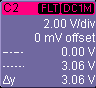 C2 FLT DC1M
2.00 V/div
0 mV offset
0.00 V
3.06 V
Δy 3.06 V